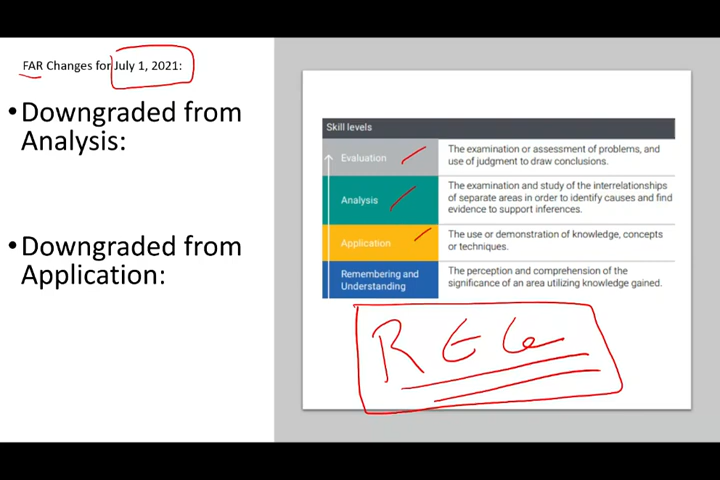 FAR Changes for July 1, 2021:
•Downgraded from
Analysis:
•Downgraded from
Application:
Skill levels
Evaluation
The examination or assessment of problems, and
use of judgment to draw conclusions.
Analysis
The examination and study of the interrelationships
of separate areas in order to identify causes and find
evidence to support inferences.
Application
The use or demonstration of knowledge, concepts
or techniques.
Remembering and
Understanding
The perception and comprehension of the
significance of an area utilizing knowledge gained.
REG